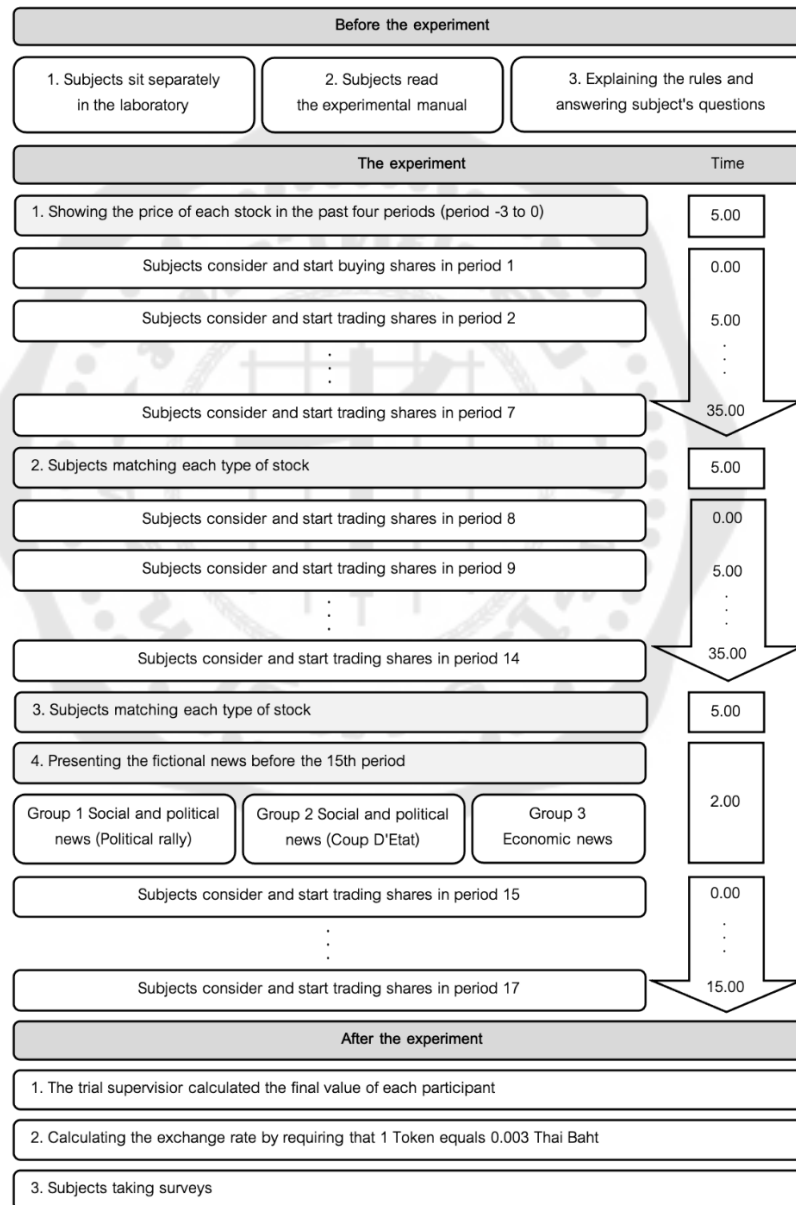 Before the experiment
1. Subjects sit separately
in the laboratory
2. Subjects read
the experimental manual
3. Explaining the rules and
answering subject's questions
The experiment
Time
1. Showing the price of each stock in the past four periods (period -3 to 0)
5.00
Subjects consider and start buying shares in period 1
0.00
Subjects consider and start trading shares in period 2
5.00
Subjects consider and start trading shares in period 7
35.00
2. Subjects matching each type of stock
5.00
Subjects consider and start trading shares in period 8
0.00
Subjects consider and start trading shares in period 9
5.00
Subjects consider and start trading shares in period 14
35.00
3. Subjects matching each type of stock
5.00
4. Presenting the fictional news before the 15th period
2.00
Group 1 Social and political
news (Political rally)
Group 2 Social and political
news (Coup D'Etat)
Group 3
Economic news
Subjects consider and start trading shares in period 15
0.00
Subjects consider and start trading shares in period 17
15.00
After the experiment
1. The trial supervisior calculated the final value of each participant
2. Calculating the exchange rate by requiring that 1 Token equals 0.003 Thai Baht
3. Subjects taking surveys